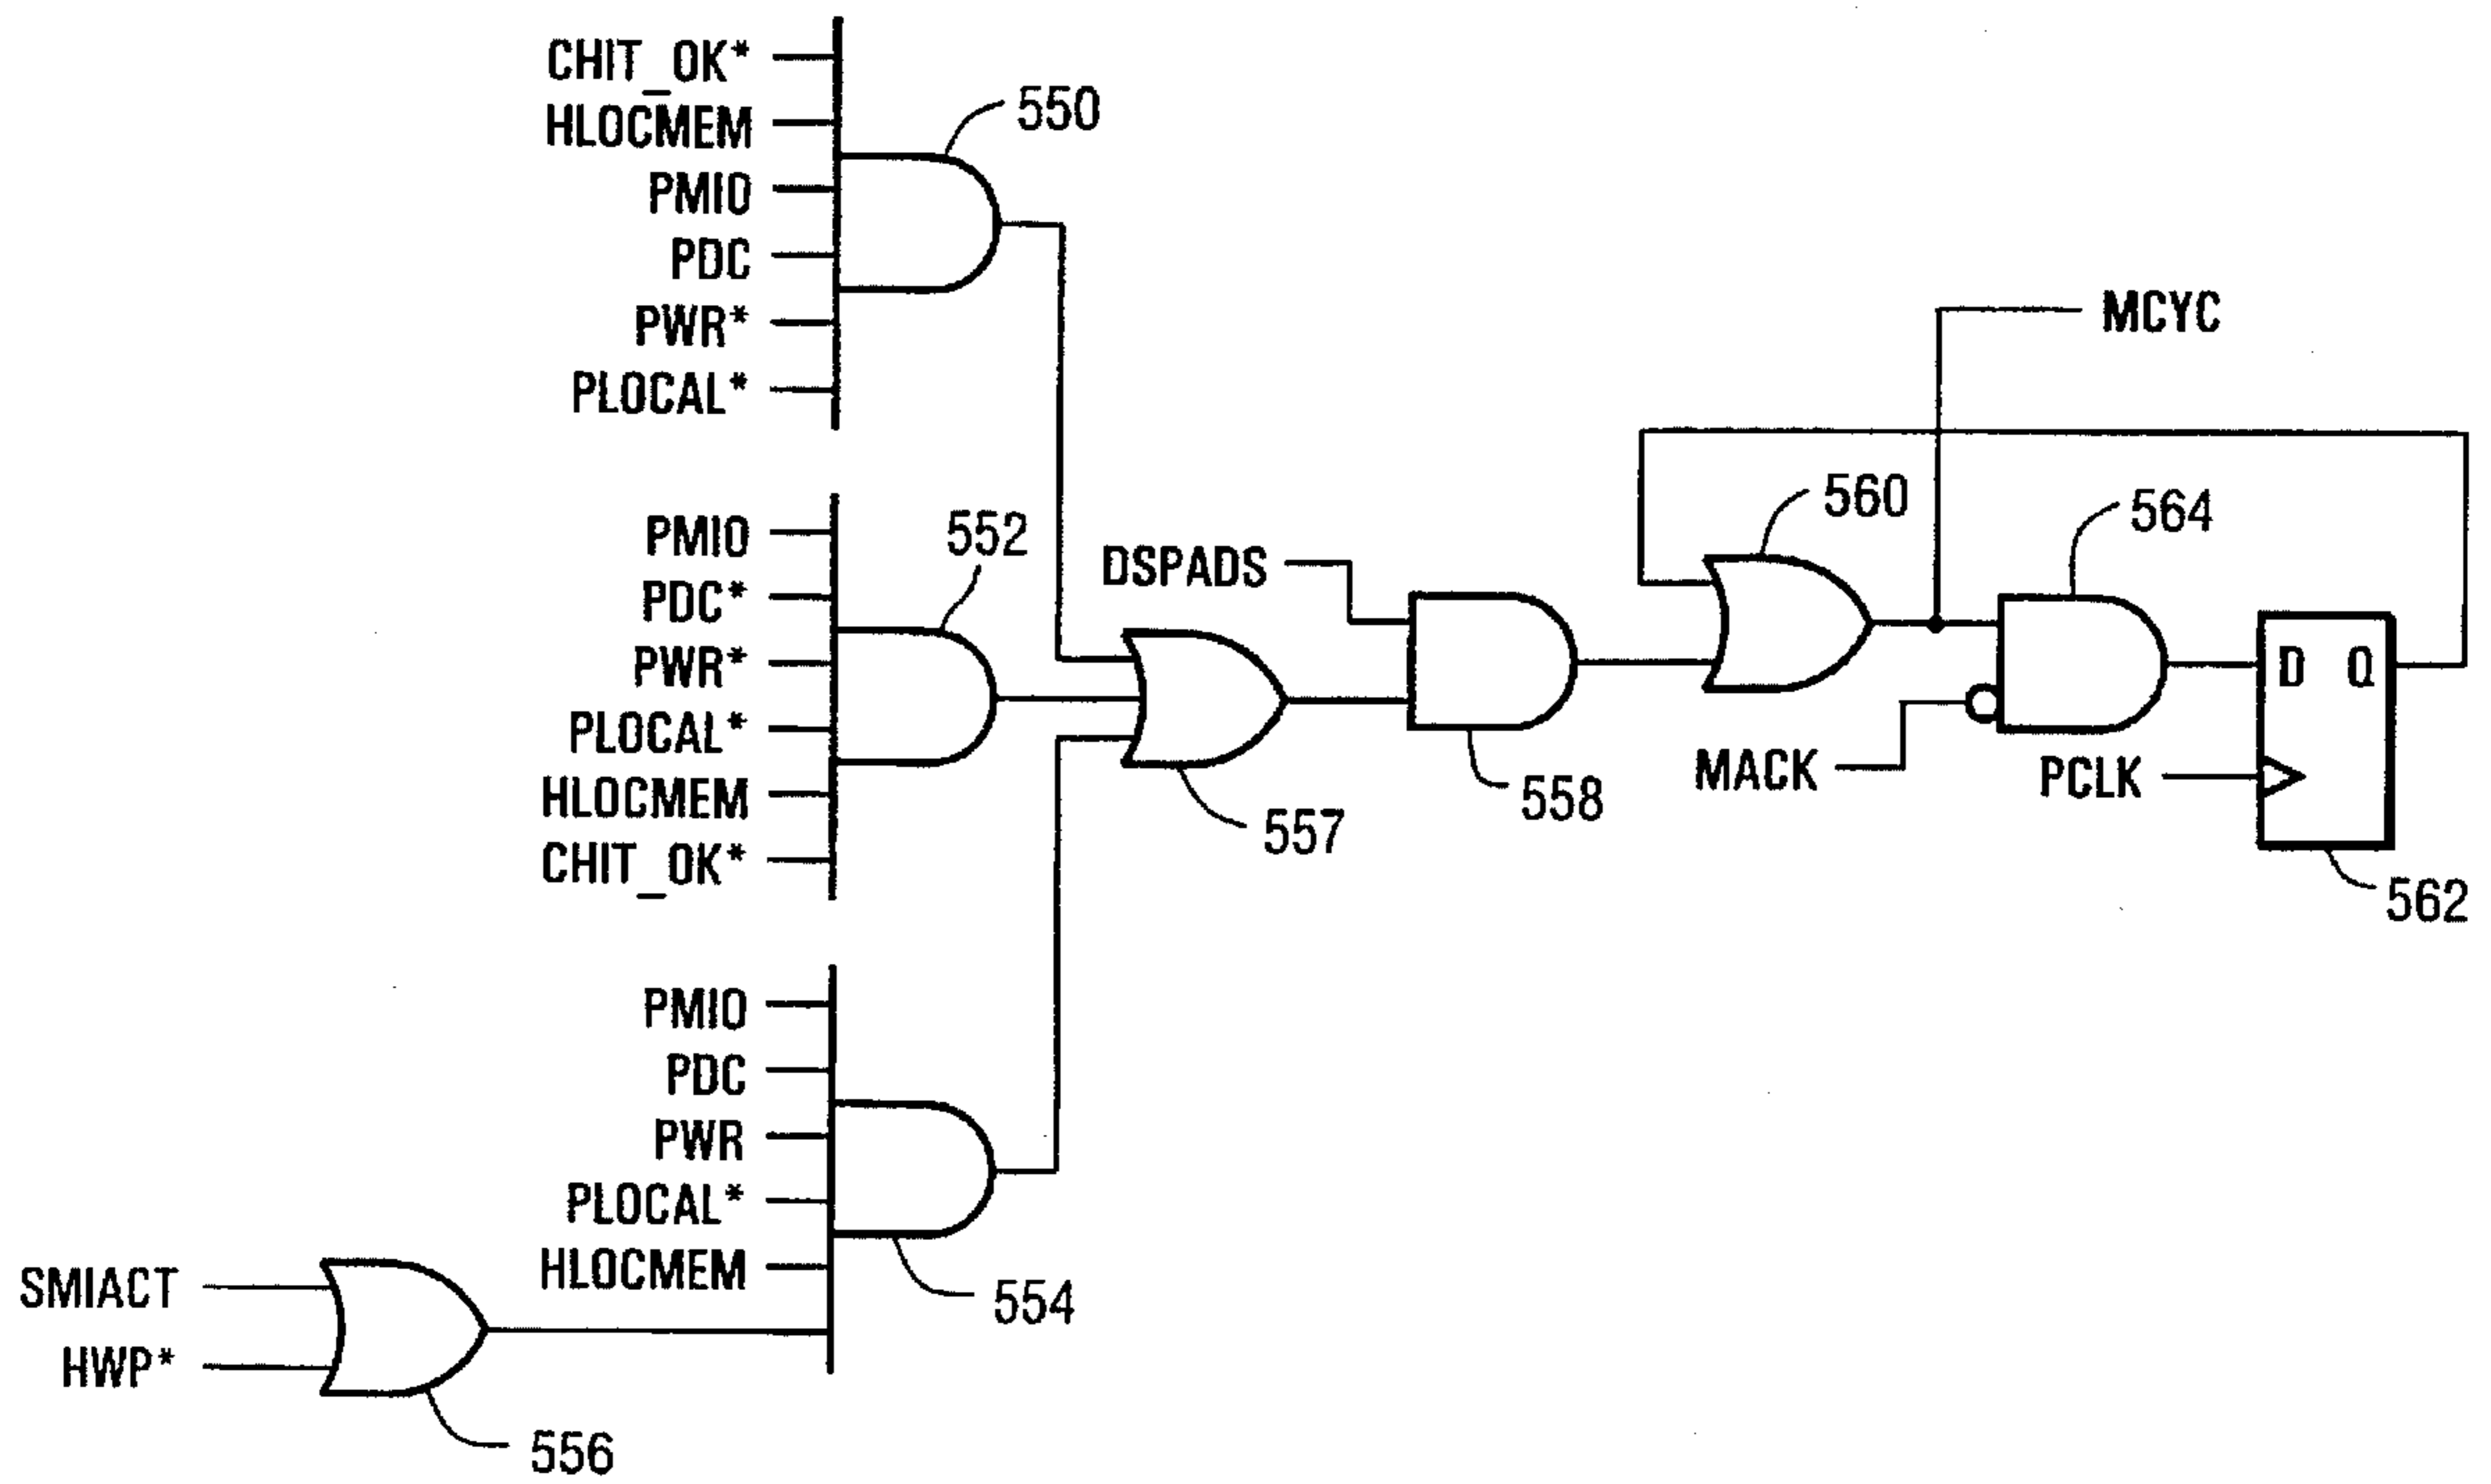 CHIT_OK*
HLOCMEM
PMIO
PDC
PWR*
PLOCAL*
550
PMIO
PDC*
PWR*
PLOCAL*
HLOCMEM
CHIT_OK*
552
PMIO
PDC
PWR
PLOCAL*
HLOCMEM
554
SMIACT
HWP*
556
557
DSPADS
558
560
MCYC
564
MACK
PCLK
D Q
562